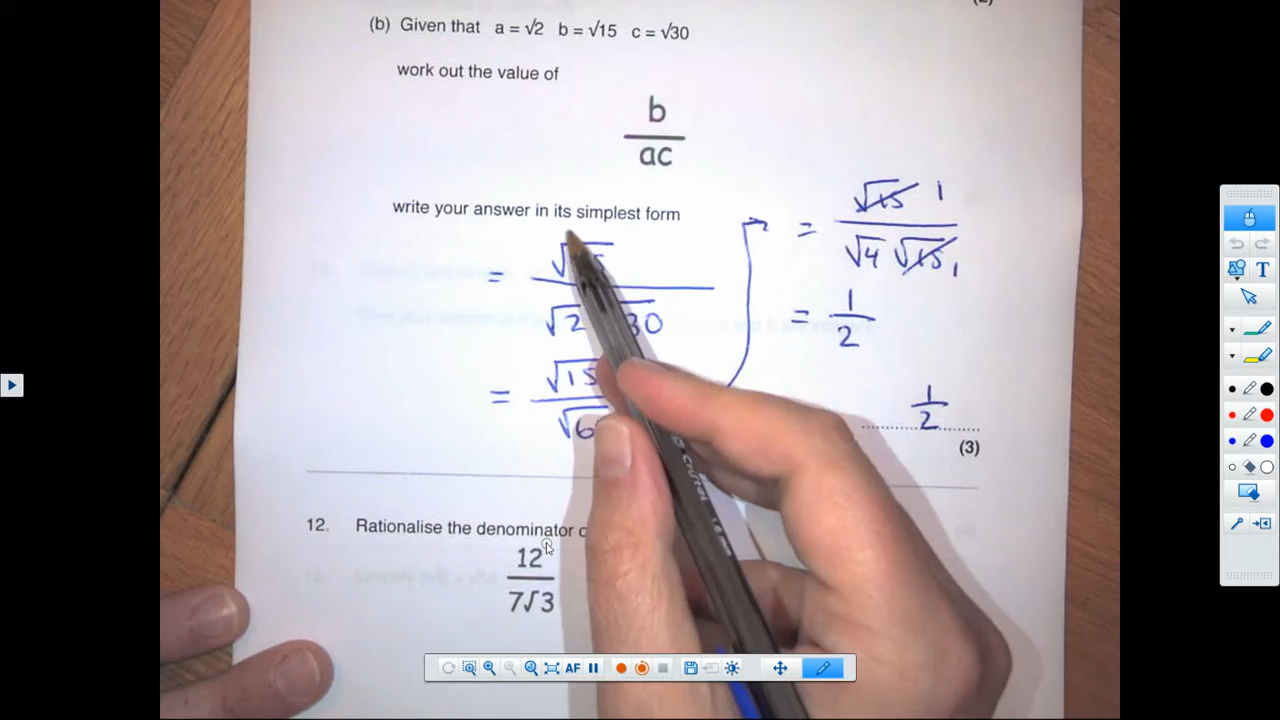 (b) Given that a = √2 b = √15 c = √30
work out the value of
b
ac
write your answer in its simplest form
=
√2 30
= √15
= √15 1
√4 √15 1
= 1
2
1
2
(3)
12. Rationalise the denominator
12
7√3
Cristal
AF
T